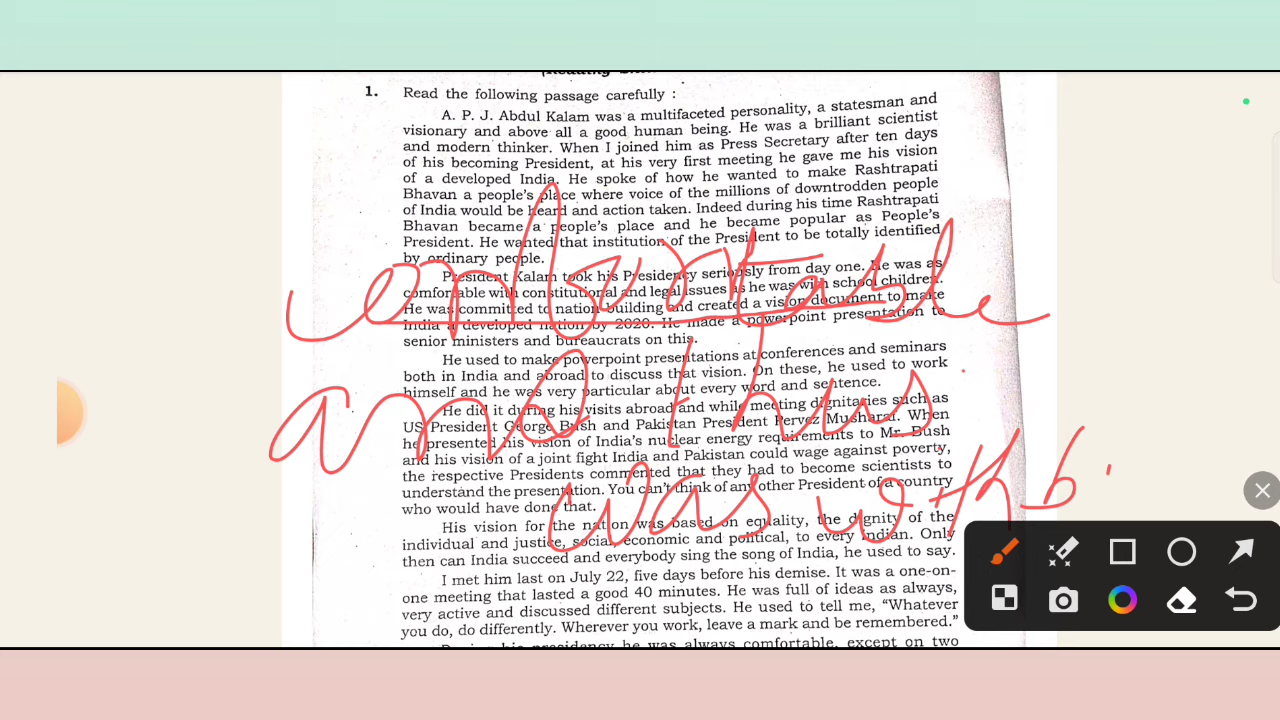 1. Read the following passage carefully :
A. P. J. Abdul Kalam was a multifaceted personality, a statesman and
visionary and above all a good human being. He was a brilliant scientist
and modern thinker. When I joined him as Press Secretary after ten days
of his becoming President, at his very first meeting he gave me his vision
of a developed India. He spoke of how he wanted to make Rashtrapati
Bhavan a people's place where voice of the millions of downtrodden people
of India would be heard and action taken. Indeed during his time Rashtrapati
Bhavan became a people's place and he became popular as People's
President. He wanted that institution of the President to be totally identified
by ordinary people.
President Kalam took his Presidency seriously from day one. He was as
comfortable with constitutional and legal issues as he was with school children.
He was committed to nation building and created a vision document to make
India a developed nation by 2020. He made a powerpoint presentation to
senior ministers and bureaucrats on this.
He used to make powerpoint presentations at conferences and seminars
both in India and abroad to discuss that vision. On these, he used to work
himself and he was very particular about every word and sentence.
He did it during his visits abroad and while meeting dignitaries such as
US President George Bush and Pakistan President Pervez Musharaf. When
he presented his vision of India's nuclear energy requirements to Mr. Bush
and his vision of a joint fight India and Pakistan could wage against poverty,
the respective Presidents commented that they had to become scientists to
understand the presentation. You can't think of any other President of a country
who would have done that.
His vision for the nation was based on equality, the dignity of the
individual and justice, social, economic and political, to every Indian. Only
then can India succeed and everybody sing the song of India, he used to say.
I met him last on July 22, five days before his demise. It was a one-on-
one meeting that lasted a good 40 minutes. He was full of ideas as always,
very active and discussed different subjects. He used to tell me, "Whatever
you do, do differently. Wherever you work, leave a mark and be remembered."
his presidency he was always comfortable, except on two
and thus
was with b